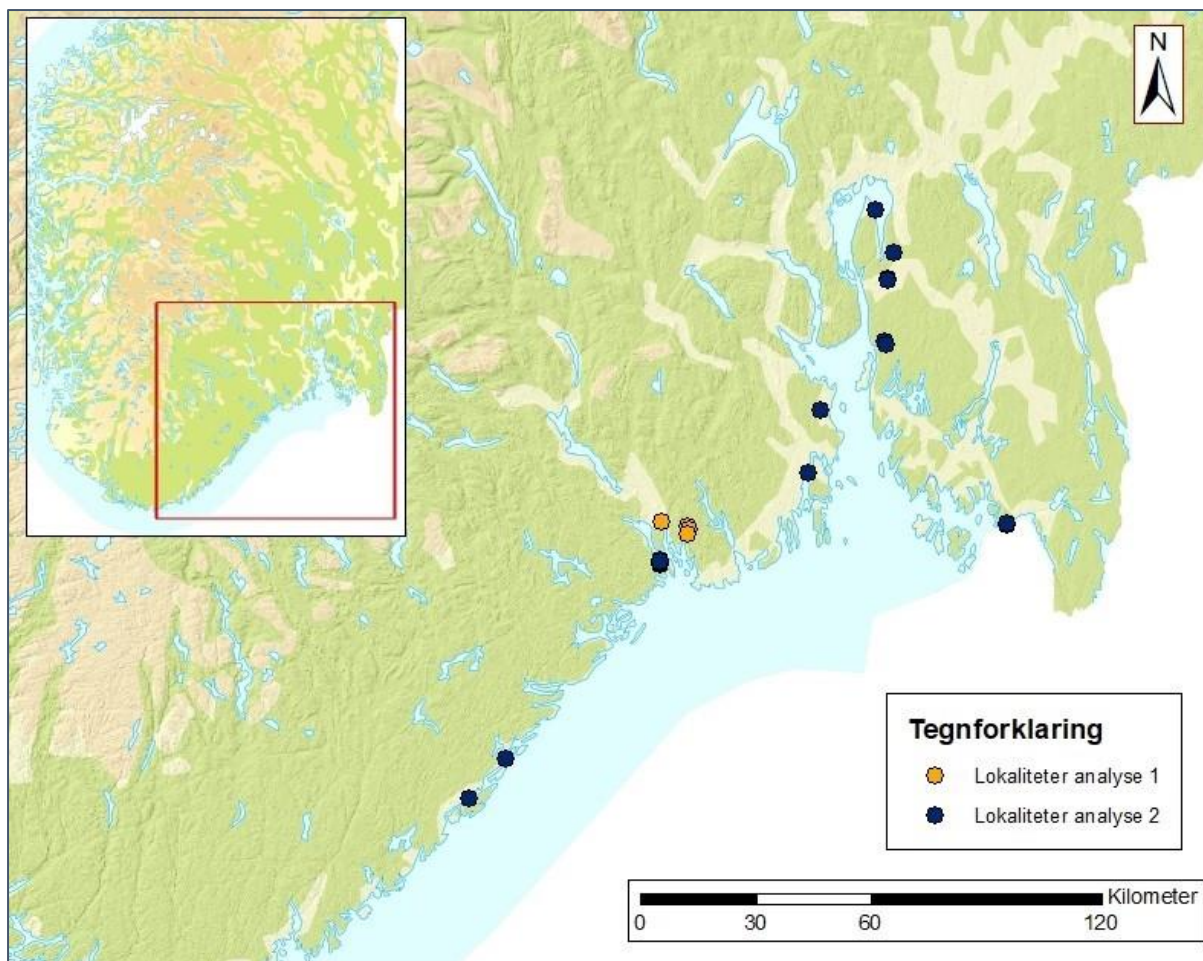 N
Tegnforklaring
Lokaliteter analyse 1
Lokaliteter analyse 2
Kilometer
0 30 60 120